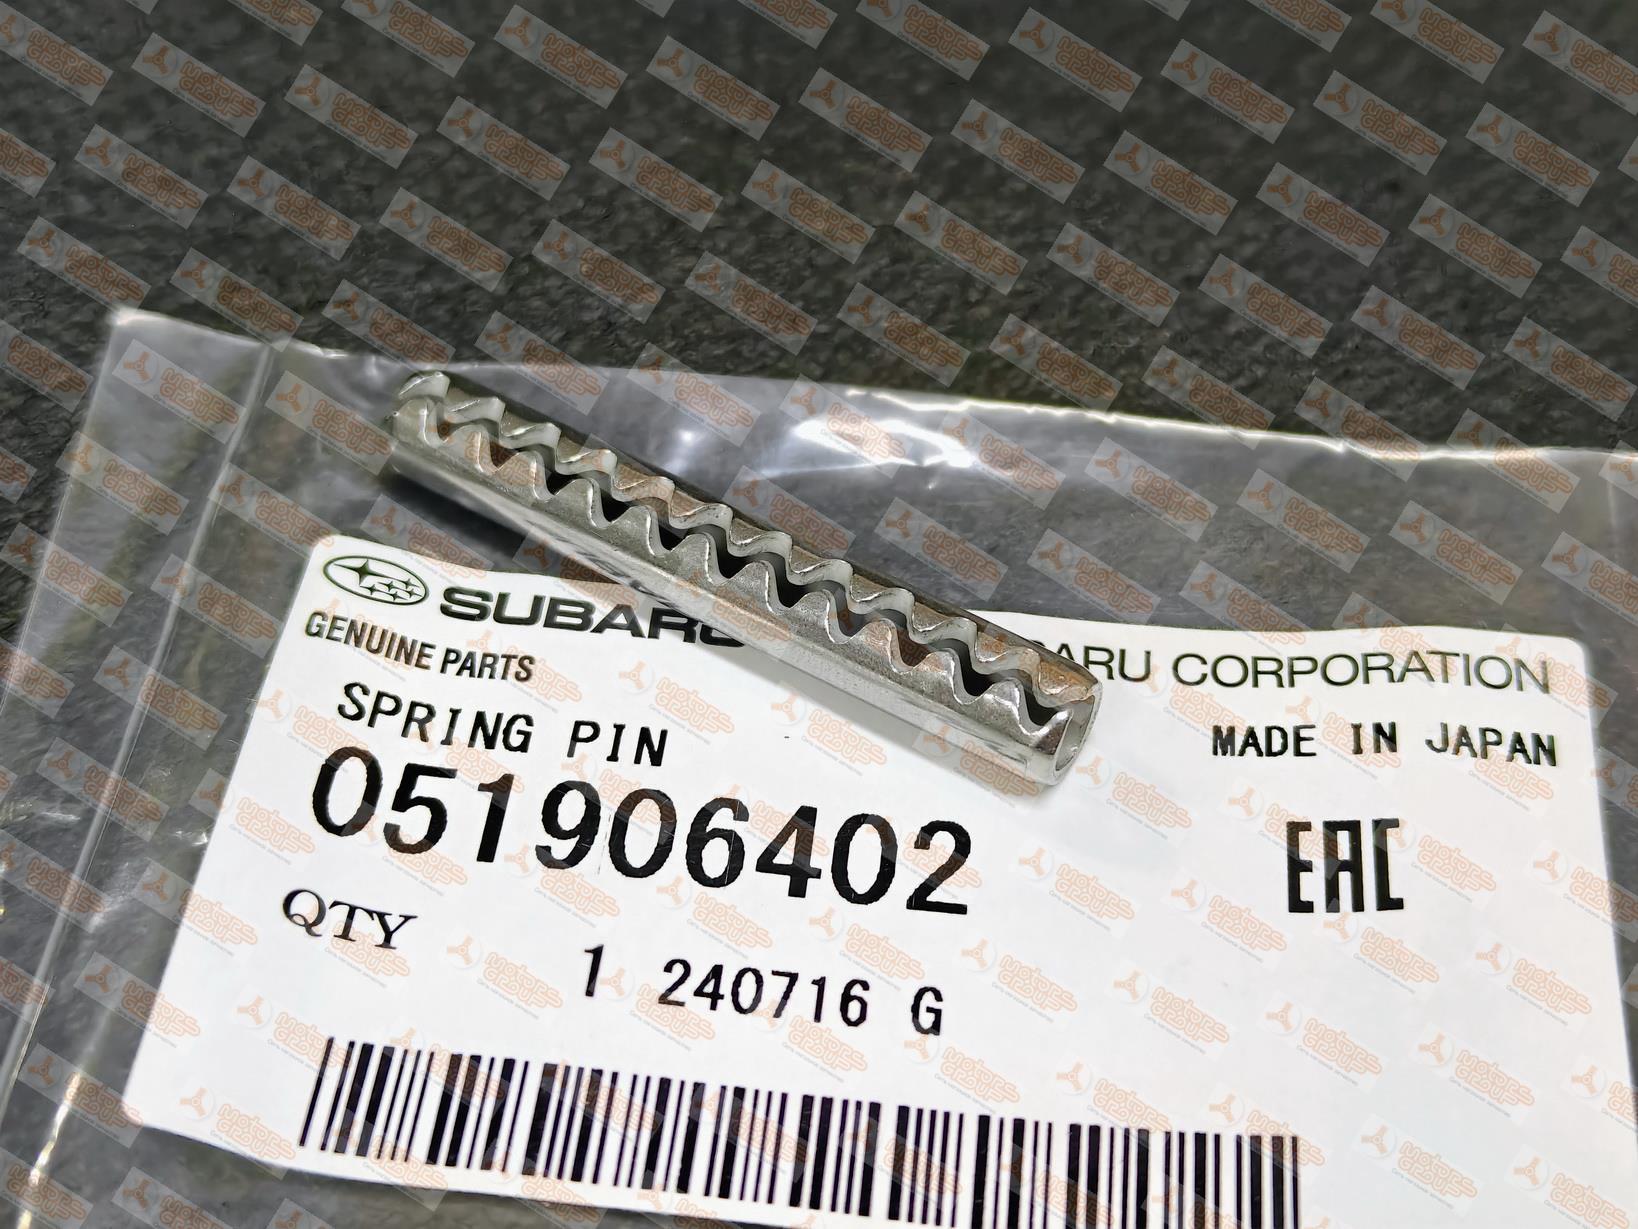 SUBARU
GENUINE PARTS
ARU CORPORATION
SPRING PIN
MADE IN JAPAN
051906402
EAC
QTY
1 240716 G